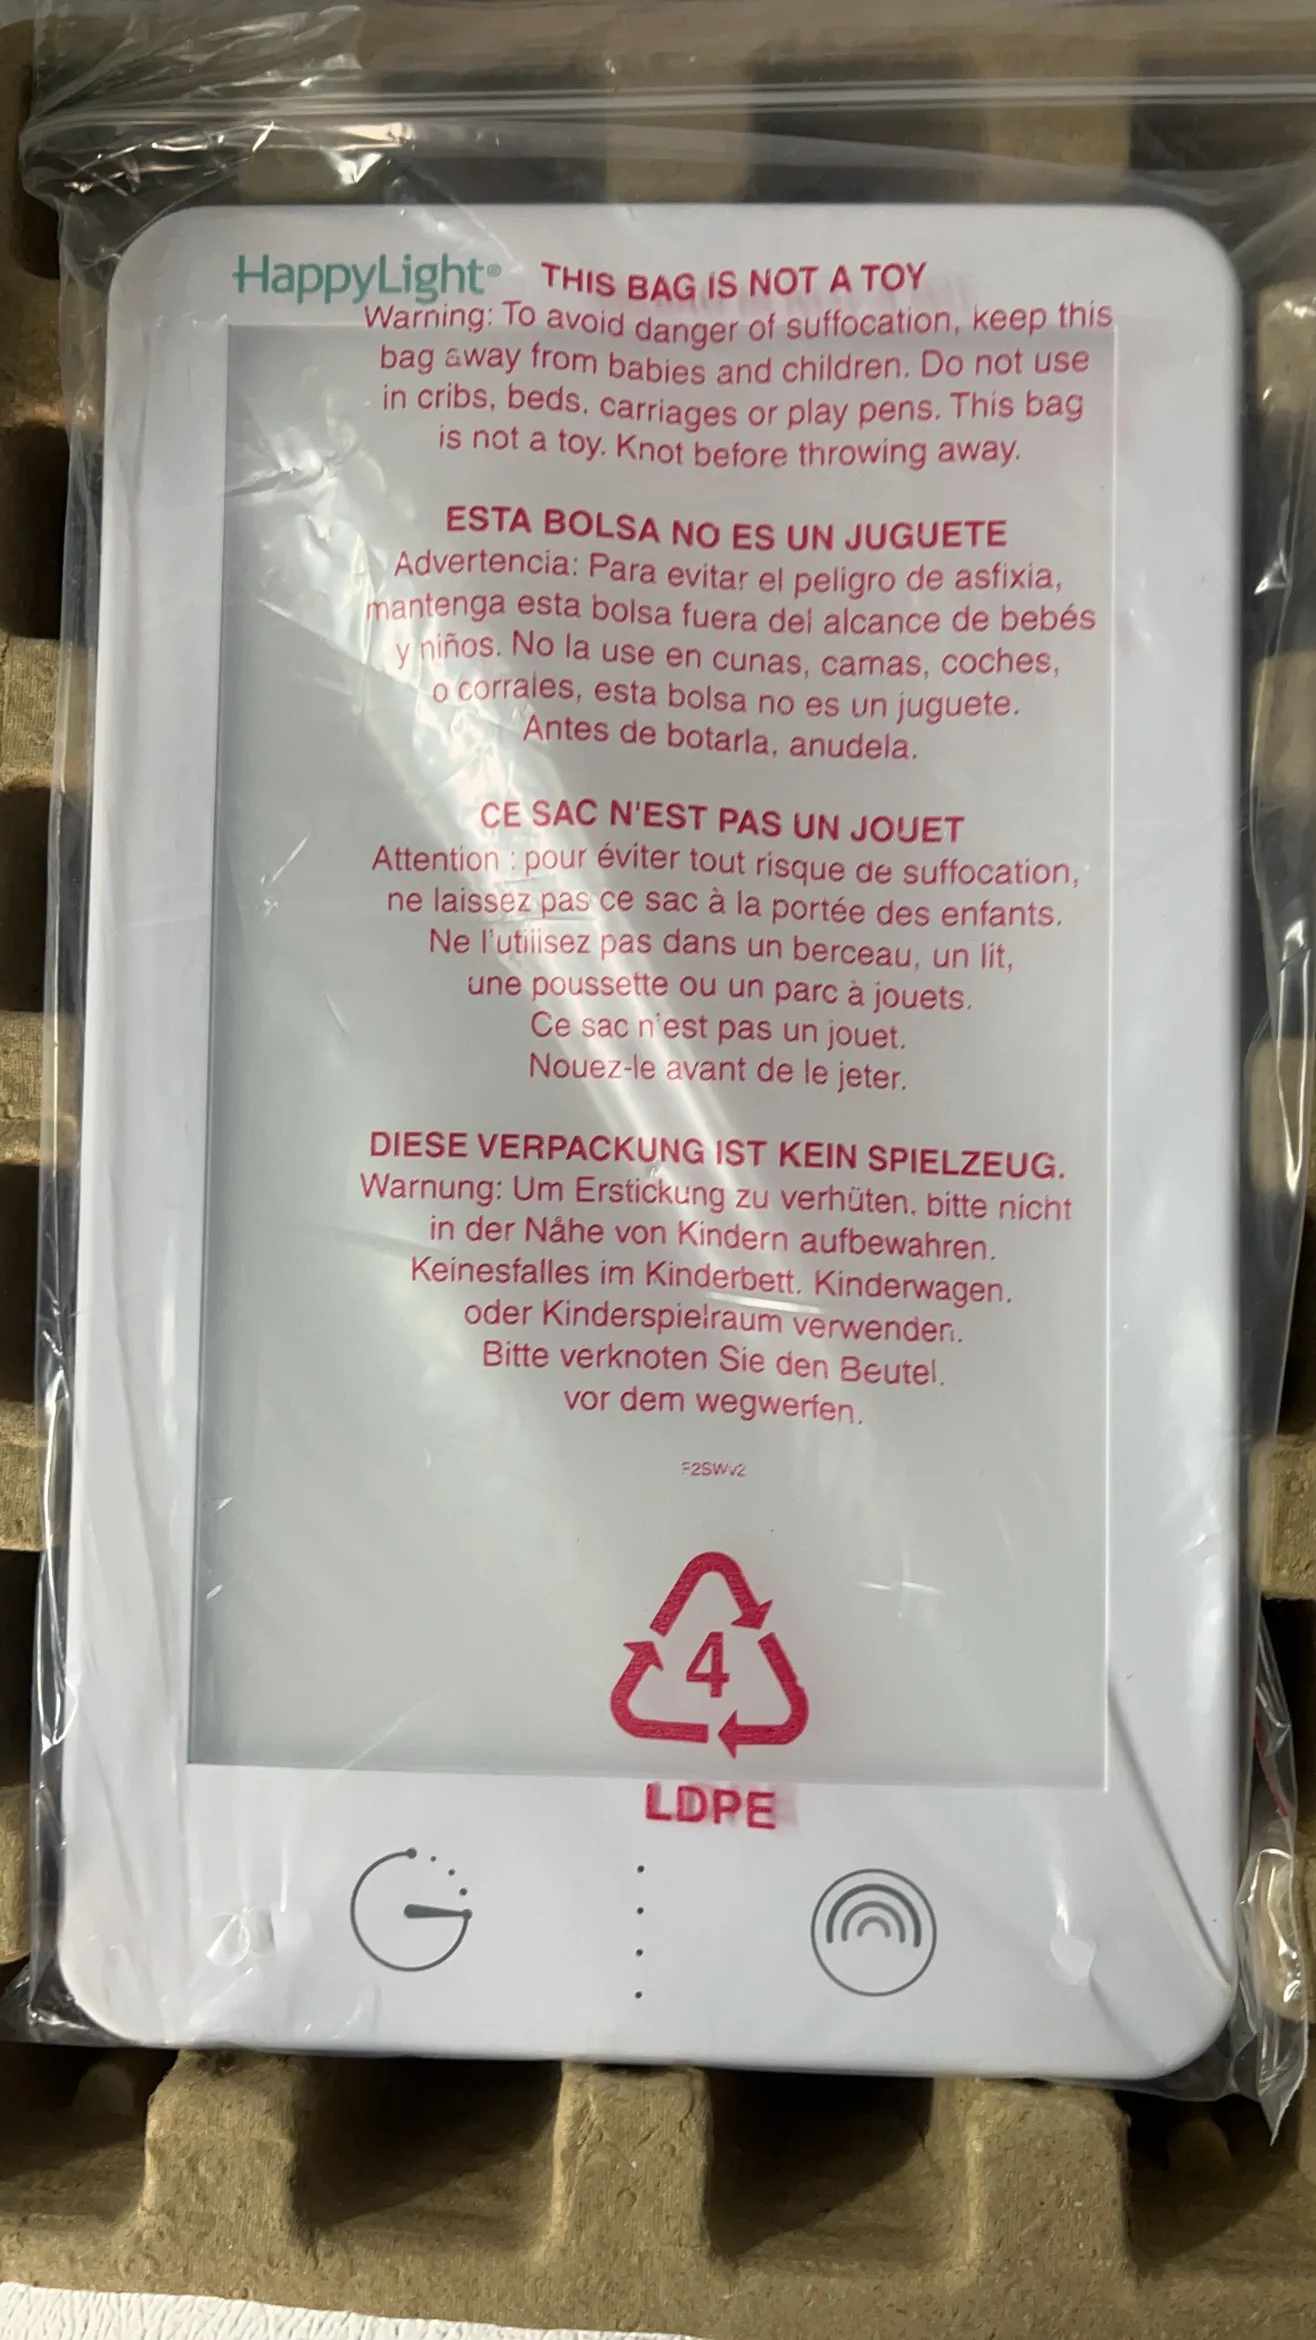 HappyLight®
THIS BAG IS NOT A TOY
Warning: To avoid danger of suffocation, keep this
bag away from babies and children. Do not use
in cribs, beds, carriages or play pens. This bag
is not a toy. Knot before throwing away.
ESTA BOLSA NO ES UN JUGUETE
Advertencia: Para evitar el peligro de asfixia,
mantenga esta bolsa fuera del alcance de bebés
y niños. No la use en cunas, camas, coches,
o corrales, esta bolsa no es un juguete.
Antes de botarla, anudela.
CE SAC N'EST PAS UN JOUET
Attention : pour éviter tout risque de suffocation,
ne laissez pas ce sac à la portée des enfants.
Ne l'utilisez pas dans un berceau, un lit,
une poussette ou un parc à jouets.
Ce sac n'est pas un jouet.
Nouez-le avant de le jeter.
DIESE VERPACKUNG IST KEIN SPIELZEUG.
Warnung: Um Erstickung zu verhüten. bitte nicht
in der Nåhe von Kindern aufbewahren.
Keinesfalles im Kinderbett. Kinderwagen.
oder Kinderspielraum verwenden.
Bitte verknoten Sie den Beutel.
vor dem wegwerfen.
F2SWv2
4
LDPE